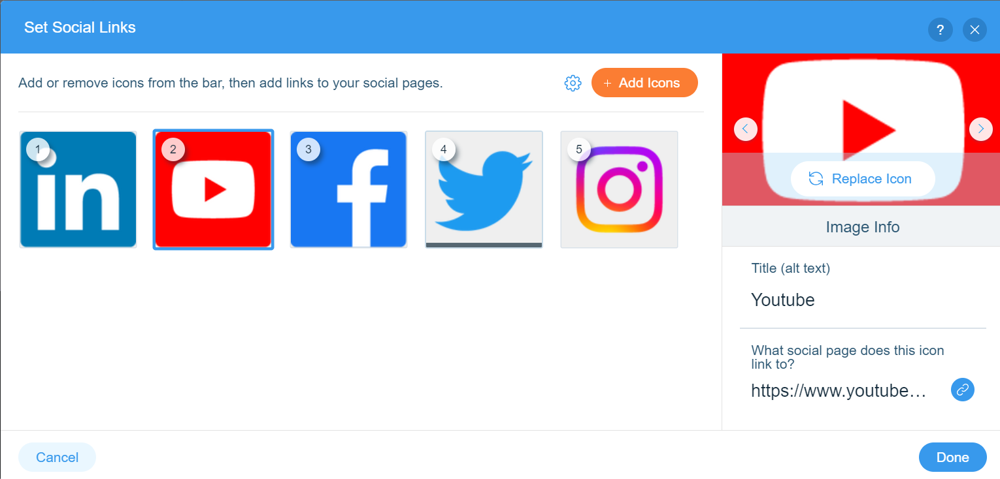 Set Social Links
?
Add or remove icons from the bar, then add links to your social pages.
+ Add Icons
1
in
2
3
f
4
5
Replace Icon
Image Info
Title (alt text)
Youtube
What social page does this icon
link to?
https://www.youtube…
Cancel
Done